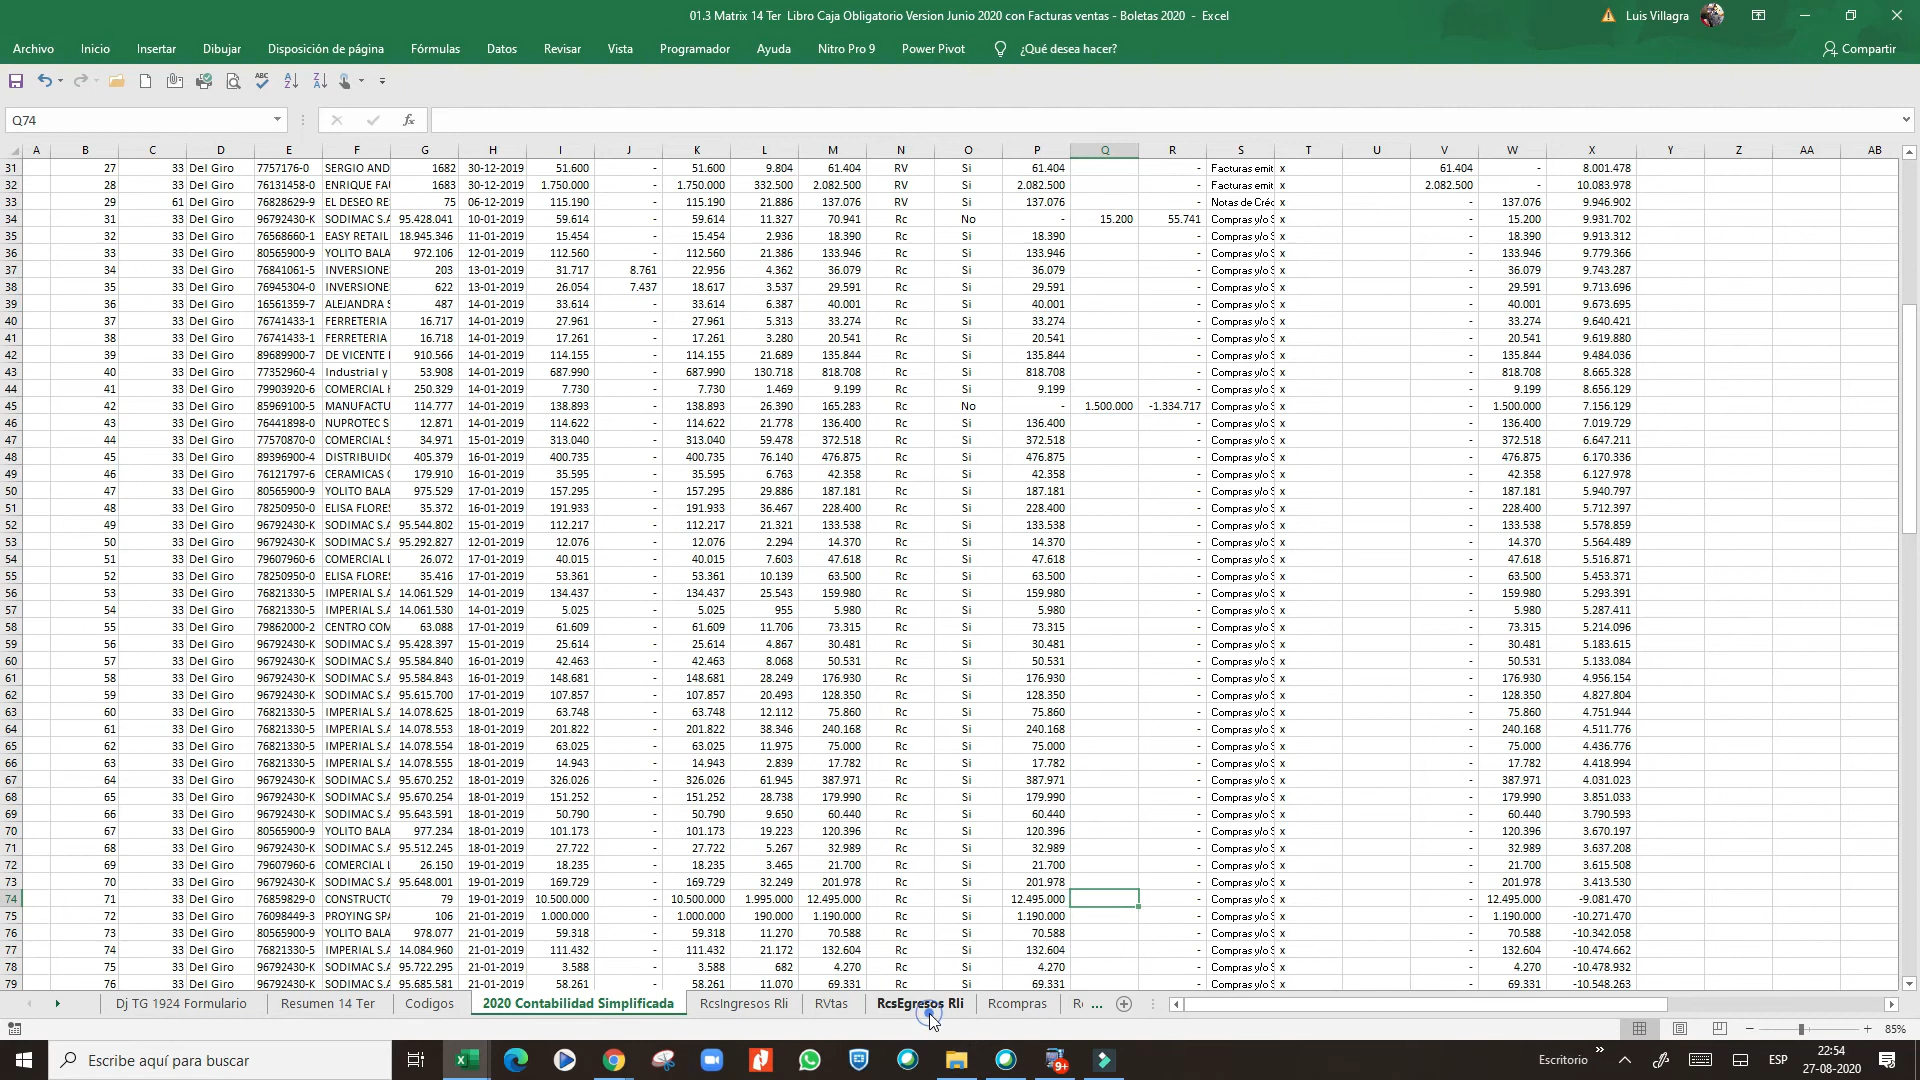 01.3 Matrix 14 Ter Libro Caja Obligatorio Version Junio 2020 con Facturas ventas - Boletas 2020 - Excel
Luis Villagra
Archivo Inicio Insertar Dibujar Disposición de página Fórmulas Datos Revisar Vista Programador Ayuda Nitro Pro 9 Power Pivot ¿Qué desea hacer? Compartir
Q74 fx
A B C D E F G H I J K L M N O P Q R S T U V W X Y Z AA AB
31 27 33 Del Giro 7757176-0 SERGIO AND 1682 30-12-2019 51.600 - 51.600 9.804 61.404 RV Si 61.404 - Facturas emit x 61.404 - 8.001.478
32 28 33 Del Giro 76131458-0 ENRIQUE FAU 1683 30-12-2019 1.750.000 - 1.750.000 332.500 2.082.500 RV Si 2.082.500 - Facturas emit x 2.082.500 - 10.083.978
33 29 61 Del Giro 76828629-9 EL DESEO RE 75 06-12-2019 115.190 - 115.190 21.886 137.076 RV Si 137.076 - Notas de Créc x - 137.076 9.946.902
34 31 33 Del Giro 96792430-K SODIMAC S.A 95.428.041 10-01-2019 59.614 - 59.614 11.327 70.941 Rc No - 15.200 55.741 Compras y/o S x - 15.200 9.931.702
35 32 33 Del Giro 76568660-1 EASY RETAIL 18.945.346 11-01-2019 15.454 - 15.454 2.936 18.390 Rc Si 18.390 - Compras y/o S x - 18.390 9.913.312
36 33 33 Del Giro 80565900-9 YOLITO BALA 972.106 12-01-2019 112.560 - 112.560 21.386 133.946 Rc Si 133.946 - Compras y/o S x - 133.946 9.779.366
37 34 33 Del Giro 76841061-5 INVERSIONE 203 13-01-2019 31.717 8.761 22.956 4.362 36.079 Rc Si 36.079 - Compras y/o S x - 36.079 9.743.287
38 35 33 Del Giro 76945304-0 INVERSIONE 622 13-01-2019 26.054 7.437 18.617 3.537 29.591 Rc Si 29.591 - Compras y/o S x - 29.591 9.713.696
39 36 33 Del Giro 16561359-7 ALEJANDRA S 487 14-01-2019 33.614 - 33.614 6.387 40.001 Rc Si 40.001 - Compras y/o S x - 40.001 9.673.695
40 37 33 Del Giro 76741433-1 FERRETERIA 16.717 14-01-2019 27.961 - 27.961 5.313 33.274 Rc Si 33.274 - Compras y/o S x - 33.274 9.640.421
41 38 33 Del Giro 76741433-1 FERRETERIA 16.718 14-01-2019 17.261 - 17.261 3.280 20.541 Rc Si 20.541 - Compras y/o S x - 20.541 9.619.880
42 39 33 Del Giro 89689900-7 DE VICENTE 910.566 14-01-2019 114.155 - 114.155 21.689 135.844 Rc Si 135.844 - Compras y/o S x - 135.844 9.484.036
43 40 33 Del Giro 77352960-4 Industrial y 53.908 14-01-2019 687.990 - 687.990 130.718 818.708 Rc Si 818.708 - Compras y/o S x - 818.708 8.665.328
44 41 33 Del Giro 79903920-6 COMERCIAL 250.329 14-01-2019 7.730 - 7.730 1.469 9.199 Rc Si 9.199 - Compras y/o S x - 9.199 8.656.129
45 42 33 Del Giro 85969100-5 MANUFACTU 114.777 14-01-2019 138.893 - 138.893 26.390 165.283 Rc No - 1.500.000 -1.334.717 Compras y/o S x - 1.500.000 7.156.129
46 43 33 Del Giro 76441898-0 NUPROTEC S 12.871 14-01-2019 114.622 - 114.622 21.778 136.400 Rc Si 136.400 - Compras y/o S x - 136.400 7.019.729
47 44 33 Del Giro 77570870-0 COMERCIAL S 34.971 15-01-2019 313.040 - 313.040 59.478 372.518 Rc Si 372.518 - Compras y/o S x - 372.518 6.647.211
48 45 33 Del Giro 89396900-4 DISTRIBUIDO 405.379 16-01-2019 400.735 - 400.735 76.140 476.875 Rc Si 476.875 - Compras y/o S x - 476.875 6.170.336
49 46 33 Del Giro 76121797-6 CERAMICAS C 179.910 16-01-2019 35.595 - 35.595 6.763 42.358 Rc Si 42.358 - Compras y/o S x - 42.358 6.127.978
50 47 33 Del Giro 80565900-9 YOLITO BALA 975.529 17-01-2019 157.295 - 157.295 29.886 187.181 Rc Si 187.181 - Compras y/o S x - 187.181 5.940.797
51 48 33 Del Giro 78250950-0 ELISA FLORES 35.372 16-01-2019 191.933 - 191.933 36.467 228.400 Rc Si 228.400 - Compras y/o S x - 228.400 5.712.397
52 49 33 Del Giro 96792430-K SODIMAC S.A 95.544.802 15-01-2019 112.217 - 112.217 21.321 133.538 Rc Si 133.538 - Compras y/o S x - 133.538 5.578.859
53 50 33 Del Giro 96792430-K SODIMAC S.A 95.292.827 12-01-2019 12.076 - 12.076 2.294 14.370 Rc Si 14.370 - Compras y/o S x - 14.370 5.564.489
54 51 33 Del Giro 79607960-6 COMERCIAL L 26.072 17-01-2019 40.015 - 40.015 7.603 47.618 Rc Si 47.618 - Compras y/o S x - 47.618 5.516.871
55 52 33 Del Giro 78250950-0 ELISA FLORES 35.416 17-01-2019 53.361 - 53.361 10.139 63.500 Rc Si 63.500 - Compras y/o S x - 63.500 5.453.371
56 53 33 Del Giro 76821330-5 IMPERIAL S.A 14.061.529 14-01-2019 134.437 - 134.437 25.543 159.980 Rc Si 159.980 - Compras y/o S x - 159.980 5.293.391
57 54 33 Del Giro 76821330-5 IMPERIAL S.A 14.061.530 14-01-2019 5.025 - 5.025 955 5.980 Rc Si 5.980 - Compras y/o S x - 5.980 5.287.411
58 55 33 Del Giro 79862000-2 CENTRO COM 63.088 17-01-2019 61.609 - 61.609 11.706 73.315 Rc Si 73.315 - Compras y/o S x - 73.315 5.214.096
59 56 33 Del Giro 96792430-K SODIMAC S.A 95.428.397 15-01-2019 25.614 - 25.614 4.867 30.481 Rc Si 30.481 - Compras y/o S x - 30.481 5.183.615
60 57 33 Del Giro 96792430-K SODIMAC S.A 95.584.840 16-01-2019 42.463 - 42.463 8.068 50.531 Rc Si 50.531 - Compras y/o S x - 50.531 5.133.084
61 58 33 Del Giro 96792430-K SODIMAC S.A 95.584.843 16-01-2019 148.681 - 148.681 28.249 176.930 Rc Si 176.930 - Compras y/o S x - 176.930 4.956.154
62 59 33 Del Giro 96792430-K SODIMAC S.A 95.615.700 17-01-2019 107.857 - 107.857 20.493 128.350 Rc Si 128.350 - Compras y/o S x - 128.350 4.827.804
63 60 33 Del Giro 76821330-5 IMPERIAL S.A 14.078.625 18-01-2019 63.748 - 63.748 12.112 75.860 Rc Si 75.860 - Compras y/o S x - 75.860 4.751.944
64 61 33 Del Giro 76821330-5 IMPERIAL S.A 14.078.553 18-01-2019 201.822 - 201.822 38.346 240.168 Rc Si 240.168 - Compras y/o S x - 240.168 4.511.776
65 62 33 Del Giro 76821330-5 IMPERIAL S.A 14.078.554 18-01-2019 63.025 - 63.025 11.975 75.000 Rc Si 75.000 - Compras y/o S x - 75.000 4.436.776
66 63 33 Del Giro 76821330-5 IMPERIAL S.A 14.078.555 18-01-2019 14.943 - 14.943 2.839 17.782 Rc Si 17.782 - Compras y/o S x - 17.782 4.418.994
67 64 33 Del Giro 96792430-K SODIMAC S.A 95.670.252 18-01-2019 326.026 - 326.026 61.945 387.971 Rc Si 387.971 - Compras y/o S x - 387.971 4.031.023
68 65 33 Del Giro 96792430-K SODIMAC S.A 95.670.254 18-01-2019 151.252 - 151.252 28.738 179.990 Rc Si 179.990 - Compras y/o S x - 179.990 3.851.033
69 66 33 Del Giro 96792430-K SODIMAC S.A 95.643.591 18-01-2019 50.790 - 50.790 9.650 60.440 Rc Si 60.440 - Compras y/o S x - 60.440 3.790.593
70 67 33 Del Giro 80565900-9 YOLITO BALA 977.234 18-01-2019 101.173 - 101.173 19.223 120.396 Rc Si 120.396 - Compras y/o S x - 120.396 3.670.197
71 68 33 Del Giro 96792430-K SODIMAC S.A 95.512.245 18-01-2019 27.722 - 27.722 5.267 32.989 Rc Si 32.989 - Compras y/o S x - 32.989 3.637.208
72 69 33 Del Giro 79607960-6 COMERCIAL L 26.150 19-01-2019 18.235 - 18.235 3.465 21.700 Rc Si 21.700 - Compras y/o S x - 21.700 3.615.508
73 70 33 Del Giro 96792430-K SODIMAC S.A 95.648.001 19-01-2019 169.729 - 169.729 32.249 201.978 Rc Si 201.978 - Compras y/o S x - 201.978 3.413.530
74 71 33 Del Giro 76859829-0 CONSTRUCTO 79 19-01-2019 10.500.000 - 10.500.000 1.995.000 12.495.000 Rc Si 12.495.000 - Compras y/o S x - 12.495.000 -9.081.470
75 72 33 Del Giro 76098449-3 PROYING SPA 106 21-01-2019 1.000.000 - 1.000.000 190.000 1.190.000 Rc Si 1.190.000 - Compras y/o S x - 1.190.000 -10.271.470
76 73 33 Del Giro 80565900-9 YOLITO BALA 978.077 21-01-2019 59.318 - 59.318 11.270 70.588 Rc Si 70.588 - Compras y/o S x - 70.588 -10.342.058
77 74 33 Del Giro 76821330-5 IMPERIAL S.A 14.084.960 21-01-2019 111.432 - 111.432 21.172 132.604 Rc Si 132.604 - Compras y/o S x - 132.604 -10.474.662
78 75 33 Del Giro 96792430-K SODIMAC S.A 95.722.295 21-01-2019 3.588 - 3.588 682 4.270 Rc Si 4.270 - Compras y/o S x - 4.270 -10.478.932
79 76 33 Del Giro 96792430-K SODIMAC S.A 95.685.581 21-01-2019 58.261 - 58.261 11.070 69.331 Rc Si 69.331 - Compras y/o S x - 69.331 -10.548.263
Dj TG 1924 Formulario Resumen 14 Ter Codigos 2020 Contabilidad Simplificada RcsIngresos Rli RVtas RcsEgresos Rli Rcompras ...
85%
Escribe aquí para buscar
9+
Escritorio » ESP 22:54
27-08-2020